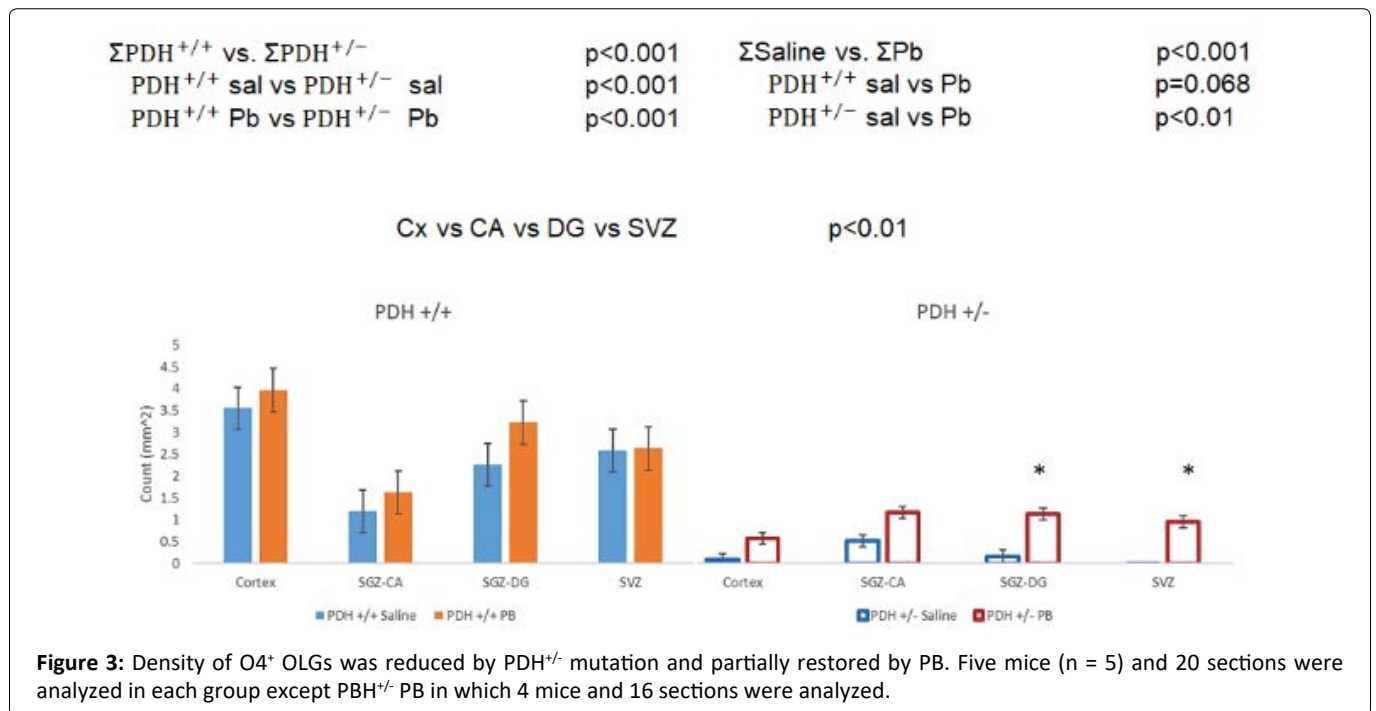 ΣPDH+/+ vs. ΣPDH+/- p<0.001 ΣSaline vs. ΣPb p<0.001
PDH+/+ sal vs PDH+/- sal p<0.001 PDH+/+ sal vs Pb p=0.068
PDH+/+ Pb vs PDH+/- Pb p<0.001 PDH+/- sal vs Pb p<0.01
Cx vs CA vs DG vs SVZ p<0.01
PDH +/+ PDH +/-
5
4.5
4
3.5
3
2.5
2
1.5
1
0.5
0
Count (mm^2)
* *
Cortex SGZ-CA SGZ-DG SVZ Cortex SGZ-CA SGZ-DG SVZ
PDH +/+ Saline PDH +/+ PB PDH +/- Saline PDH +/- PB
Figure 3: Density of O4+ OLGs was reduced by PDH+/- mutation and partially restored by PB. Five mice (n = 5) and 20 sections were
analyzed in each group except PBH+/- PB in which 4 mice and 16 sections were analyzed.